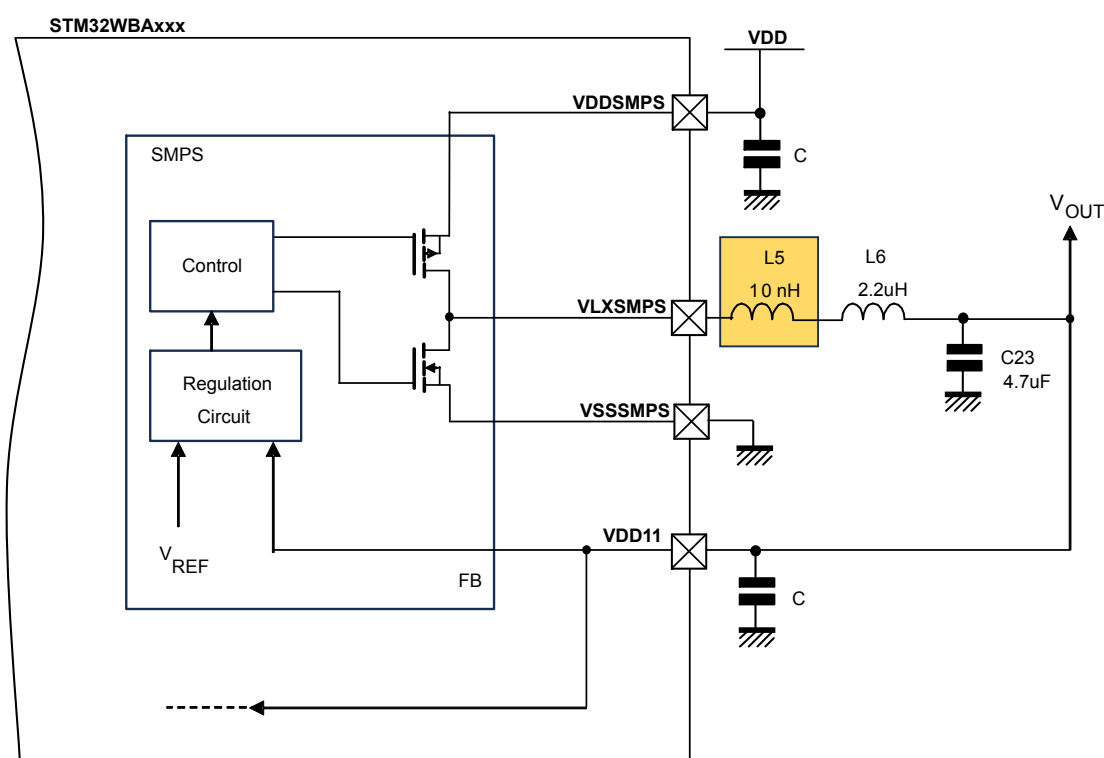 STM32WBAxxx
VDD
VDDSMPS
SMPS
C
VOUT
Control
L5
10 nH
L6
2.2uH
VLXSMPS
C23
4.7uF
Regulation
Circuit
VSSSMPS
VDD11
VREF
FB
C